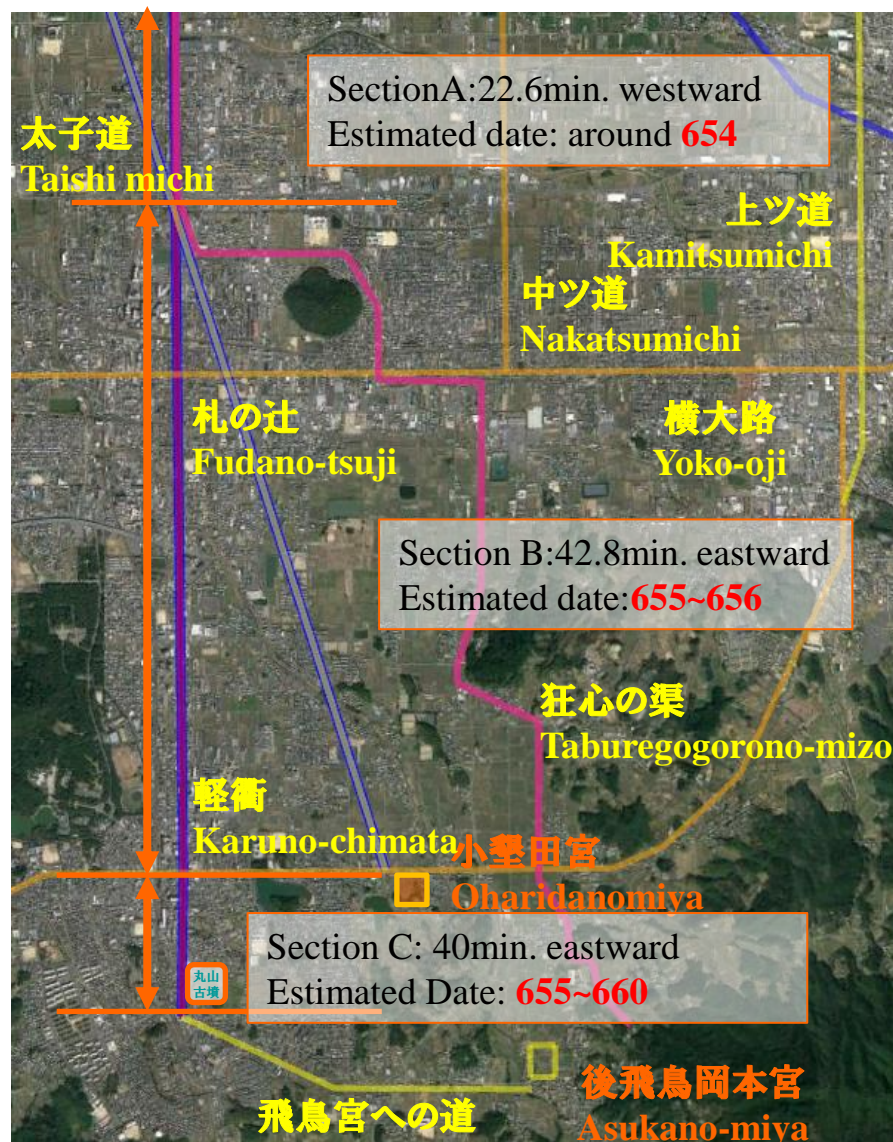 SectionA:22.6min. westward
Estimated date: around 654
太子道
Taishi michi
上ツ道
Kamitsumichi
中ツ道
Nakatsumichi
札の辻
Fudano-tsuji
横大路
Yoko-oji
Section B:42.8min. eastward
Estimated date:655~656
狂心の渠
Taburegogorono-mizo
軽衢
Karuno-chimata
小墾田宮
Oharidanomiya
Section C: 40min. eastward
Estimated Date: 655~660
丸山
古墳
後飛鳥岡本宮
Asukano-miya
飛鳥宮への道